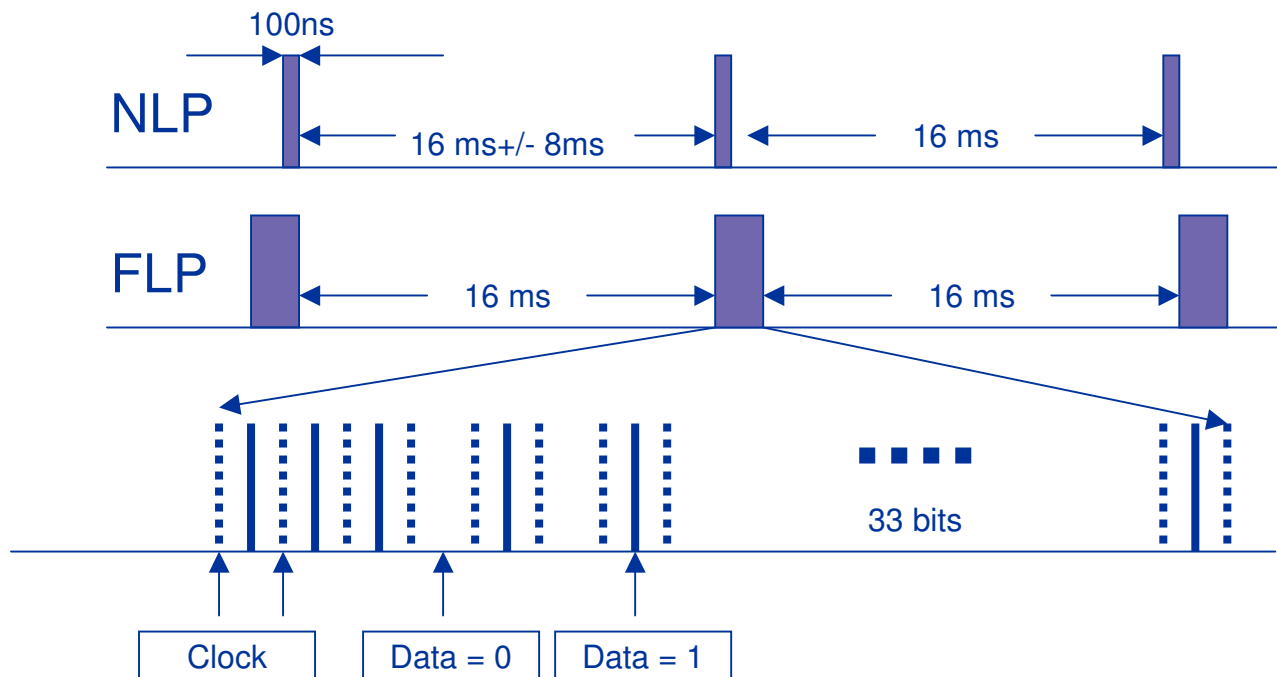 100ns
NLP
16 ms+/- 8ms
16 ms
FLP
16 ms
16 ms
33 bits
Clock
Data = 0
Data = 1